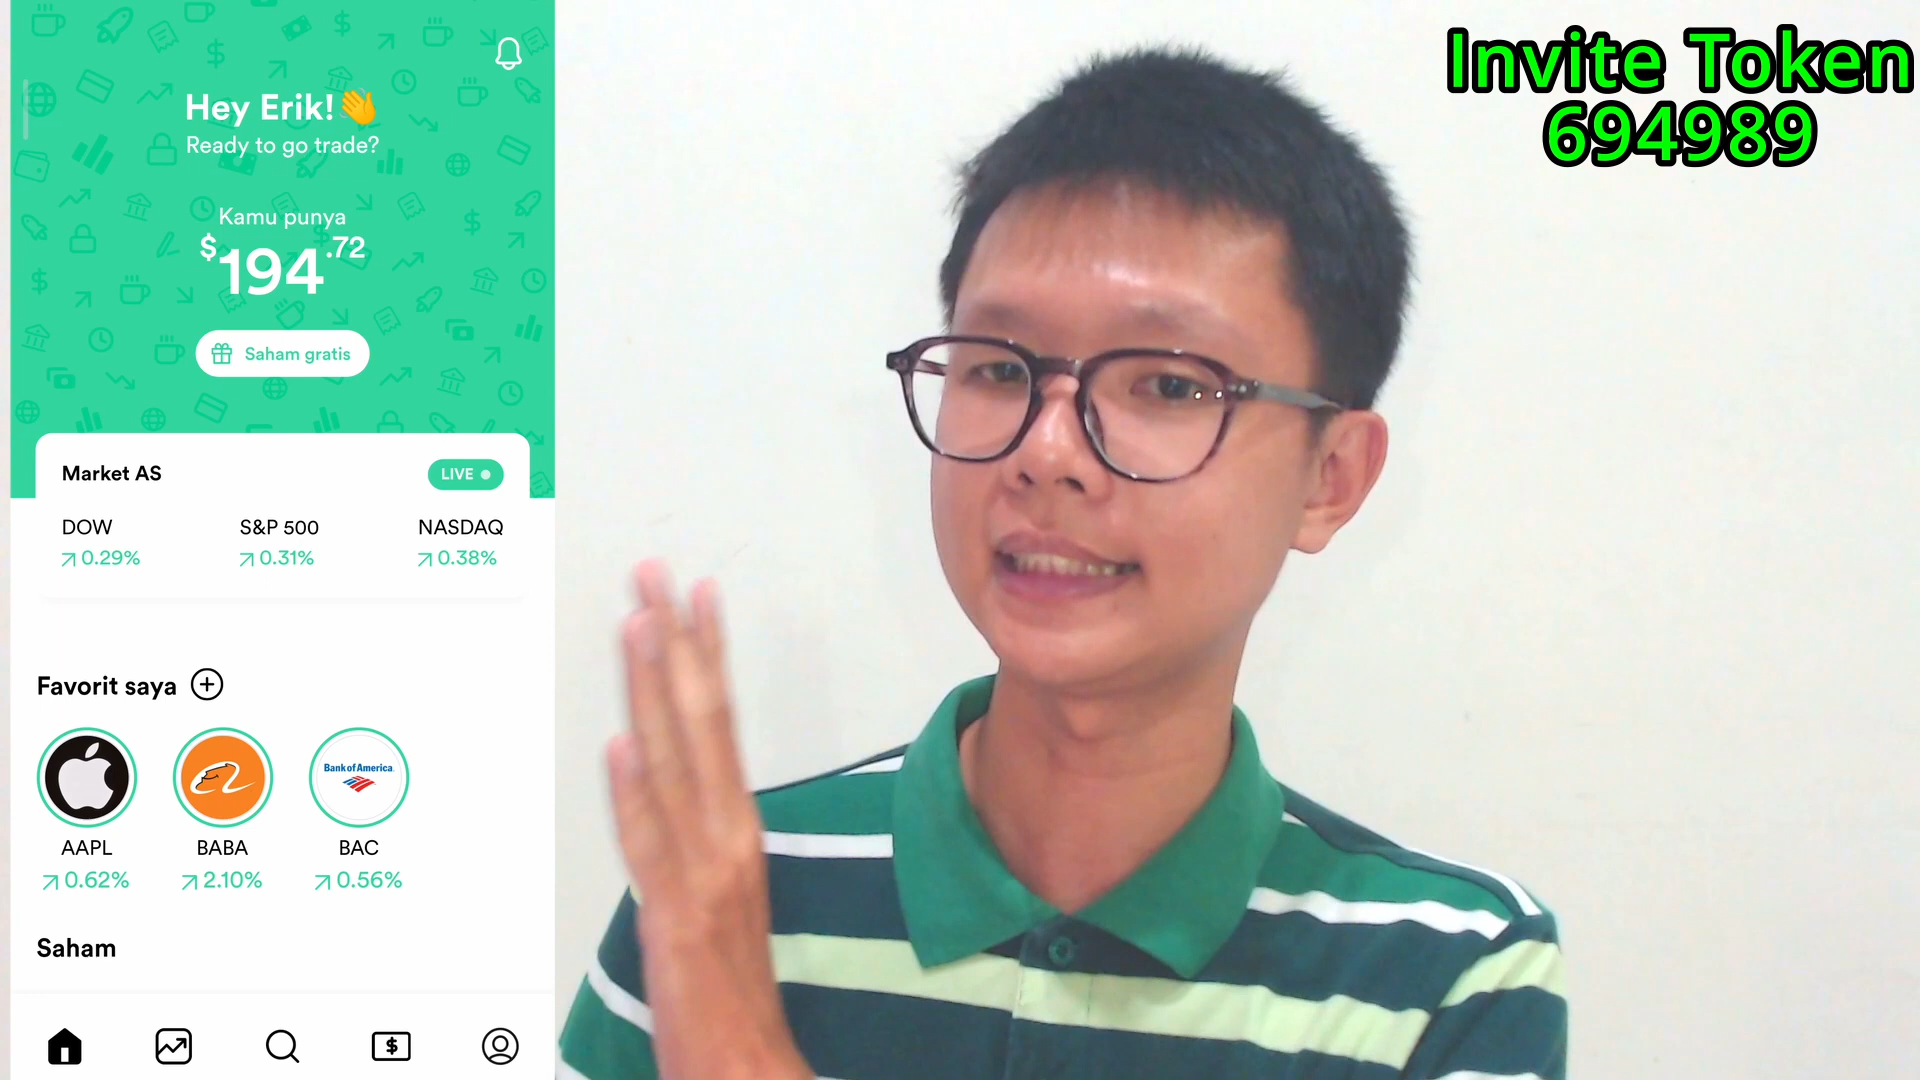 Invite Token
694989
Hey Erik!👋
Ready to go trade?
Kamu punya
$194.72
Saham gratis
Market AS
LIVE
DOW
S&P 500
NASDAQ
0.29%
0.31%
0.38%
Favorit saya
Bank of America
AAPL
BABA
BAC
0.62%
2.10%
0.56%
Saham